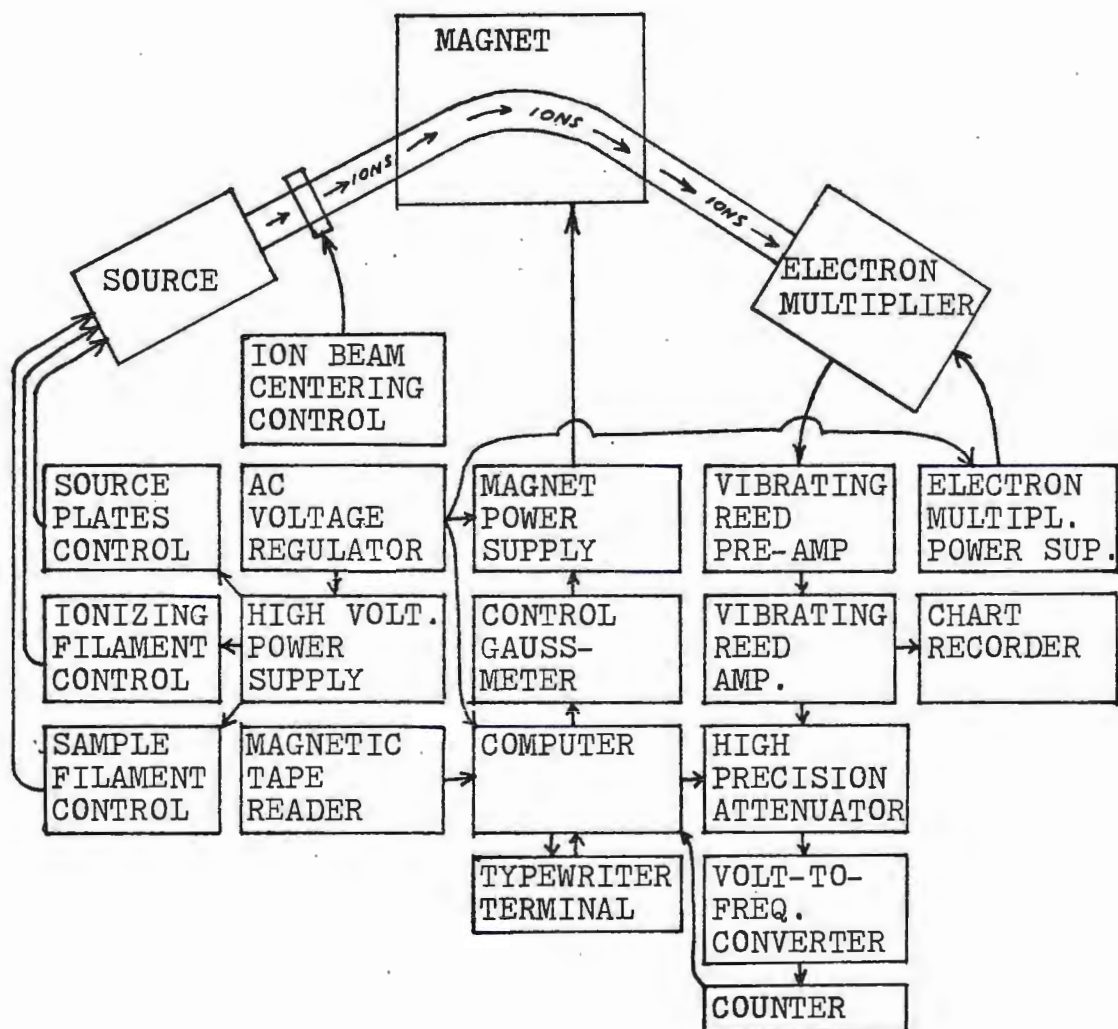 MAGNET
IONS
IONS
IONS
SOURCE
ELECTRON
MULTIPLIER
ION BEAM
CENTERING
CONTROL
SOURCE
PLATES
CONTROL
AC
VOLTAGE
REGULATOR
MAGNET
POWER
SUPPLY
VIBRATING
REED
PRE-AMP
ELECTRON
MULTIPL.
POWER SUP.
IONIZING
FILAMENT
CONTROL
HIGH VOLT.
POWER
SUPPLY
CONTROL
GAUSS-
METER
VIBRATING
REED
AMP.
CHART
RECORDER
SAMPLE
FILAMENT
CONTROL
MAGNETIC
TAPE
READER
COMPUTER
HIGH
PRECISION
ATTENUATOR
TYPEWRITER
TERMINAL
VOLT-TO-
FREQ.
CONVERTER
COUNTER